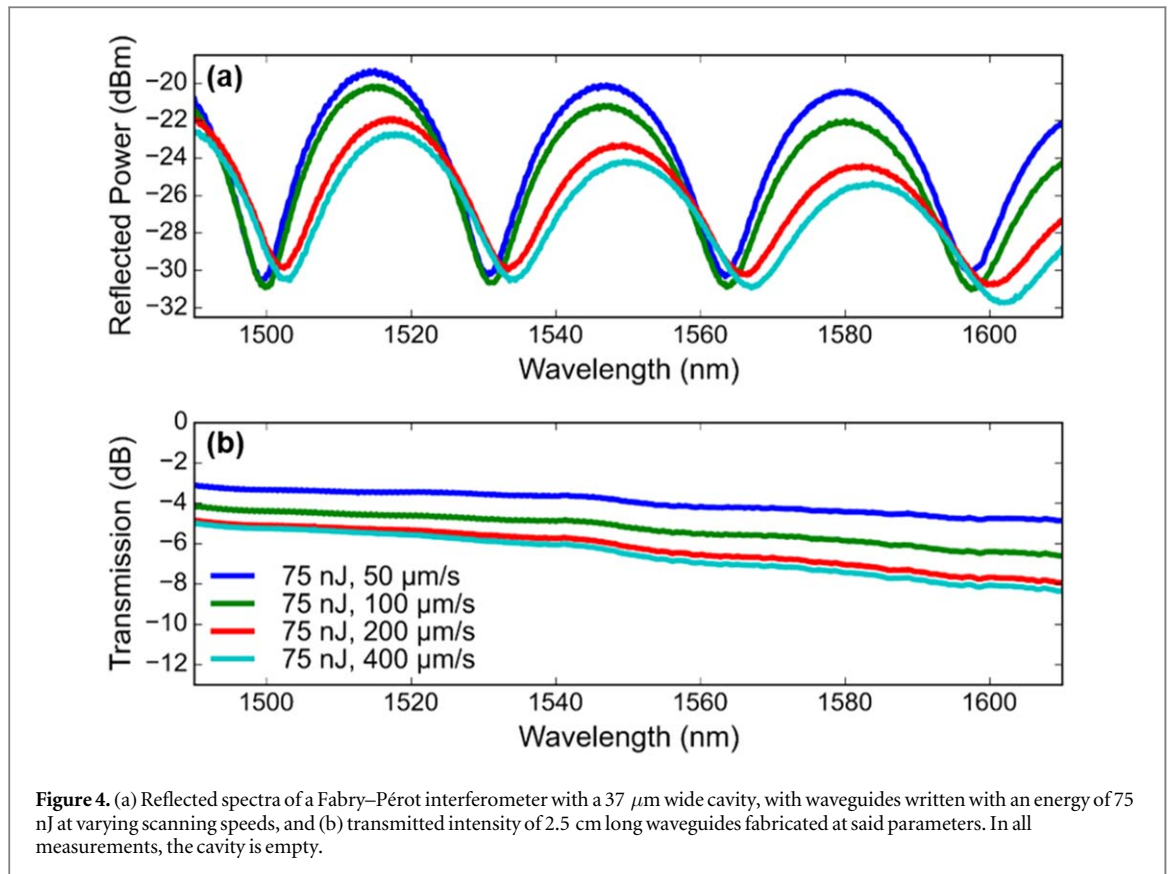 (a)
Reflected Power (dBm)
−20
−22
−24
−26
−28
−30
−32
1500 1520 1540 1560 1580 1600
Wavelength (nm)
(b)
Transmission (dB)
0
−2
−4
−6
−8
−10
−12
75 nJ, 50 μm/s
75 nJ, 100 μm/s
75 nJ, 200 μm/s
75 nJ, 400 μm/s
1500 1520 1540 1560 1580 1600
Wavelength (nm)
Figure 4. (a) Reflected spectra of a Fabry–Pérot interferometer with a 37 μm wide cavity, with waveguides written with an energy of 75
nJ at varying scanning speeds, and (b) transmitted intensity of 2.5 cm long waveguides fabricated at said parameters. In all
measurements, the cavity is empty.